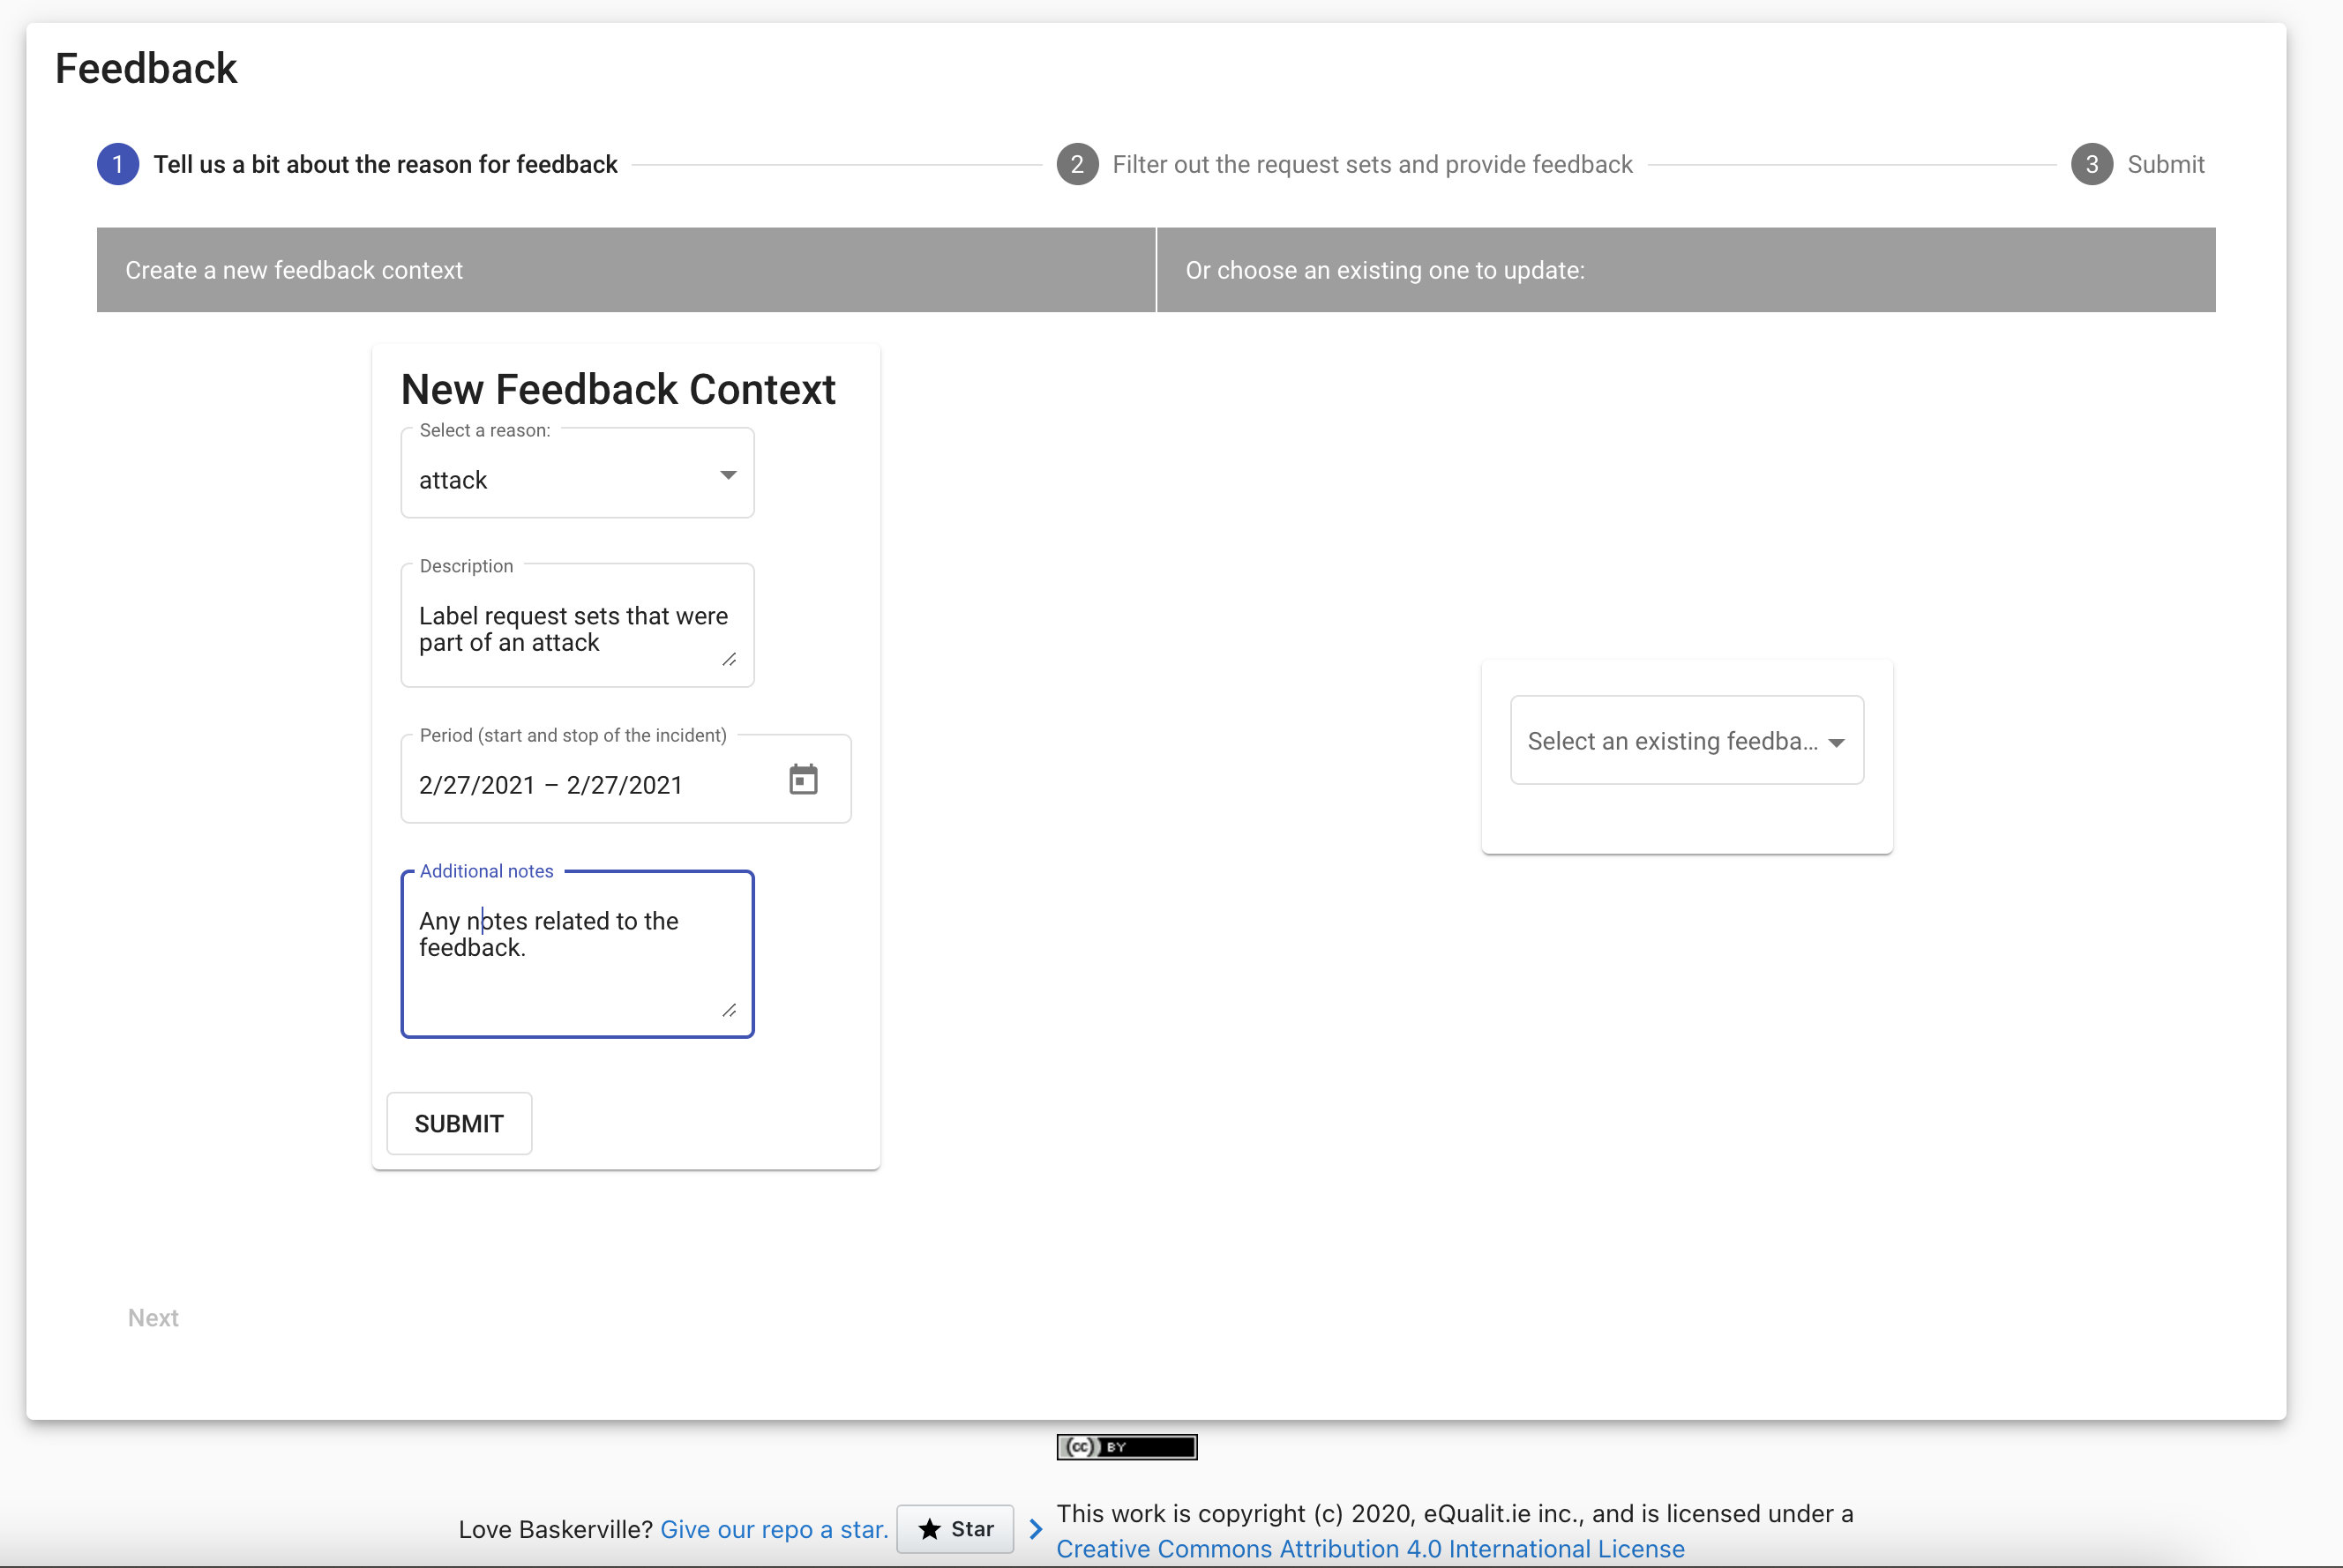 Feedback
1 Tell us a bit about the reason for feedback 2 Filter out the request sets and provide feedback 3 Submit
Create a new feedback context
Or choose an existing one to update:
New Feedback Context
Select a reason:
attack
Description
Label request sets that were
part of an attack
Period (start and stop of the incident)
2/27/2021 – 2/27/2021
Additional notes
Any notes related to the
feedback.
SUBMIT
Select an existing feedba...
Next
cc BY
Love Baskerville? Give our repo a star. Star
This work is copyright (c) 2020, eQualit.ie inc., and is licensed under a
Creative Commons Attribution 4.0 International License